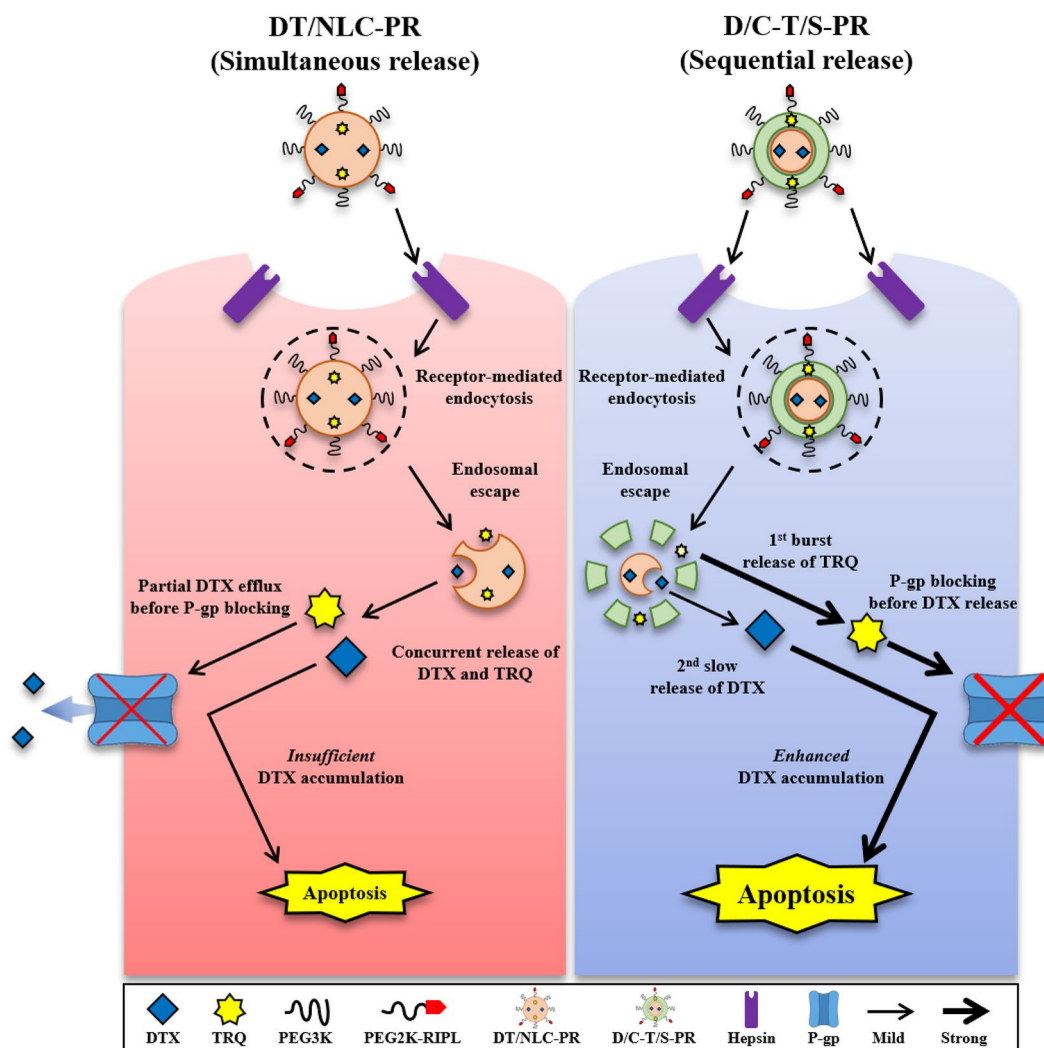 DT/NLC-PR
(Simultaneous release)
D/C-T/S-PR
(Sequential release)
Receptor-mediated
endocytosis
Receptor-mediated
endocytosis
Endosomal
escape
Endosomal
escape
1st burst
release of TRQ
Partial DTX efflux
before P-gp blocking
P-gp blocking
before DTX release
Concurrent release of
DTX and TRQ
2nd slow
release of DTX
Insufficient
DTX accumulation
Enhanced
DTX accumulation
Apoptosis
Apoptosis
DTX
TRQ
PEG3K
PEG2K-RIPL
DT/NLC-PR
D/C-T/S-PR
Hepsin
P-gp
Mild
Strong